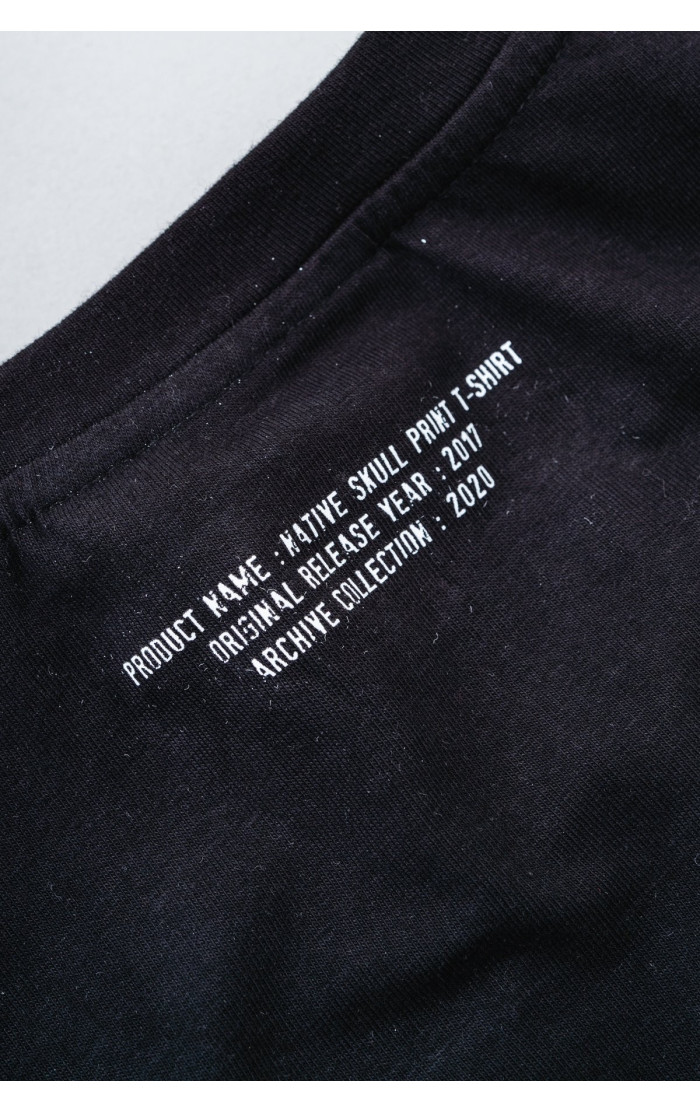 PRODUCT NAME : NATIVE SKULL PRINT T-SHIRT
ORIGINAL RELEASE YEAR : 2017
ARCHIVE COLLECTION : 2020